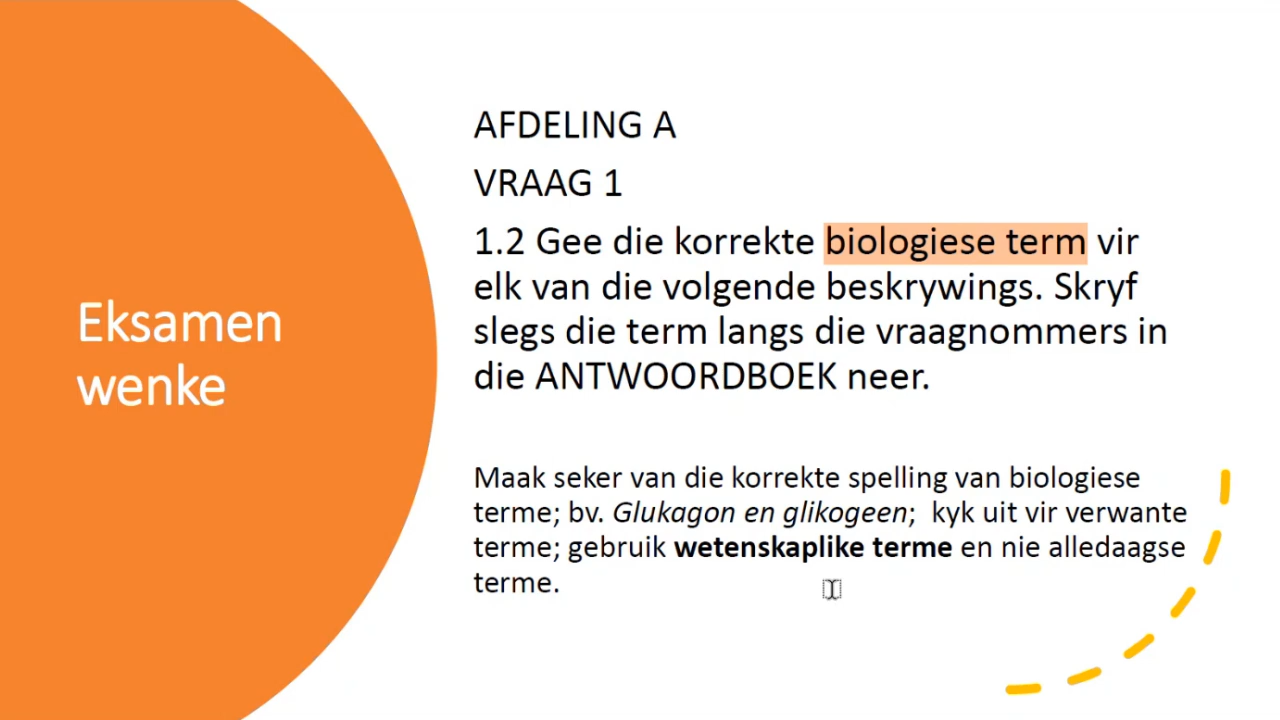 Eksamen
wenke
AFDELING A
VRAAG 1
1.2 Gee die korrekte biologiese term vir
elk van die volgende beskrywings. Skryf
slegs die term langs die vraagnommers in
die ANTWOORDBOEK neer.
Maak seker van die korrekte spelling van biologiese
terme; bv. Glukagon en glikogeen;  kyk uit vir verwante
terme; gebruik wetenskaplike terme en nie alledaagse
terme.